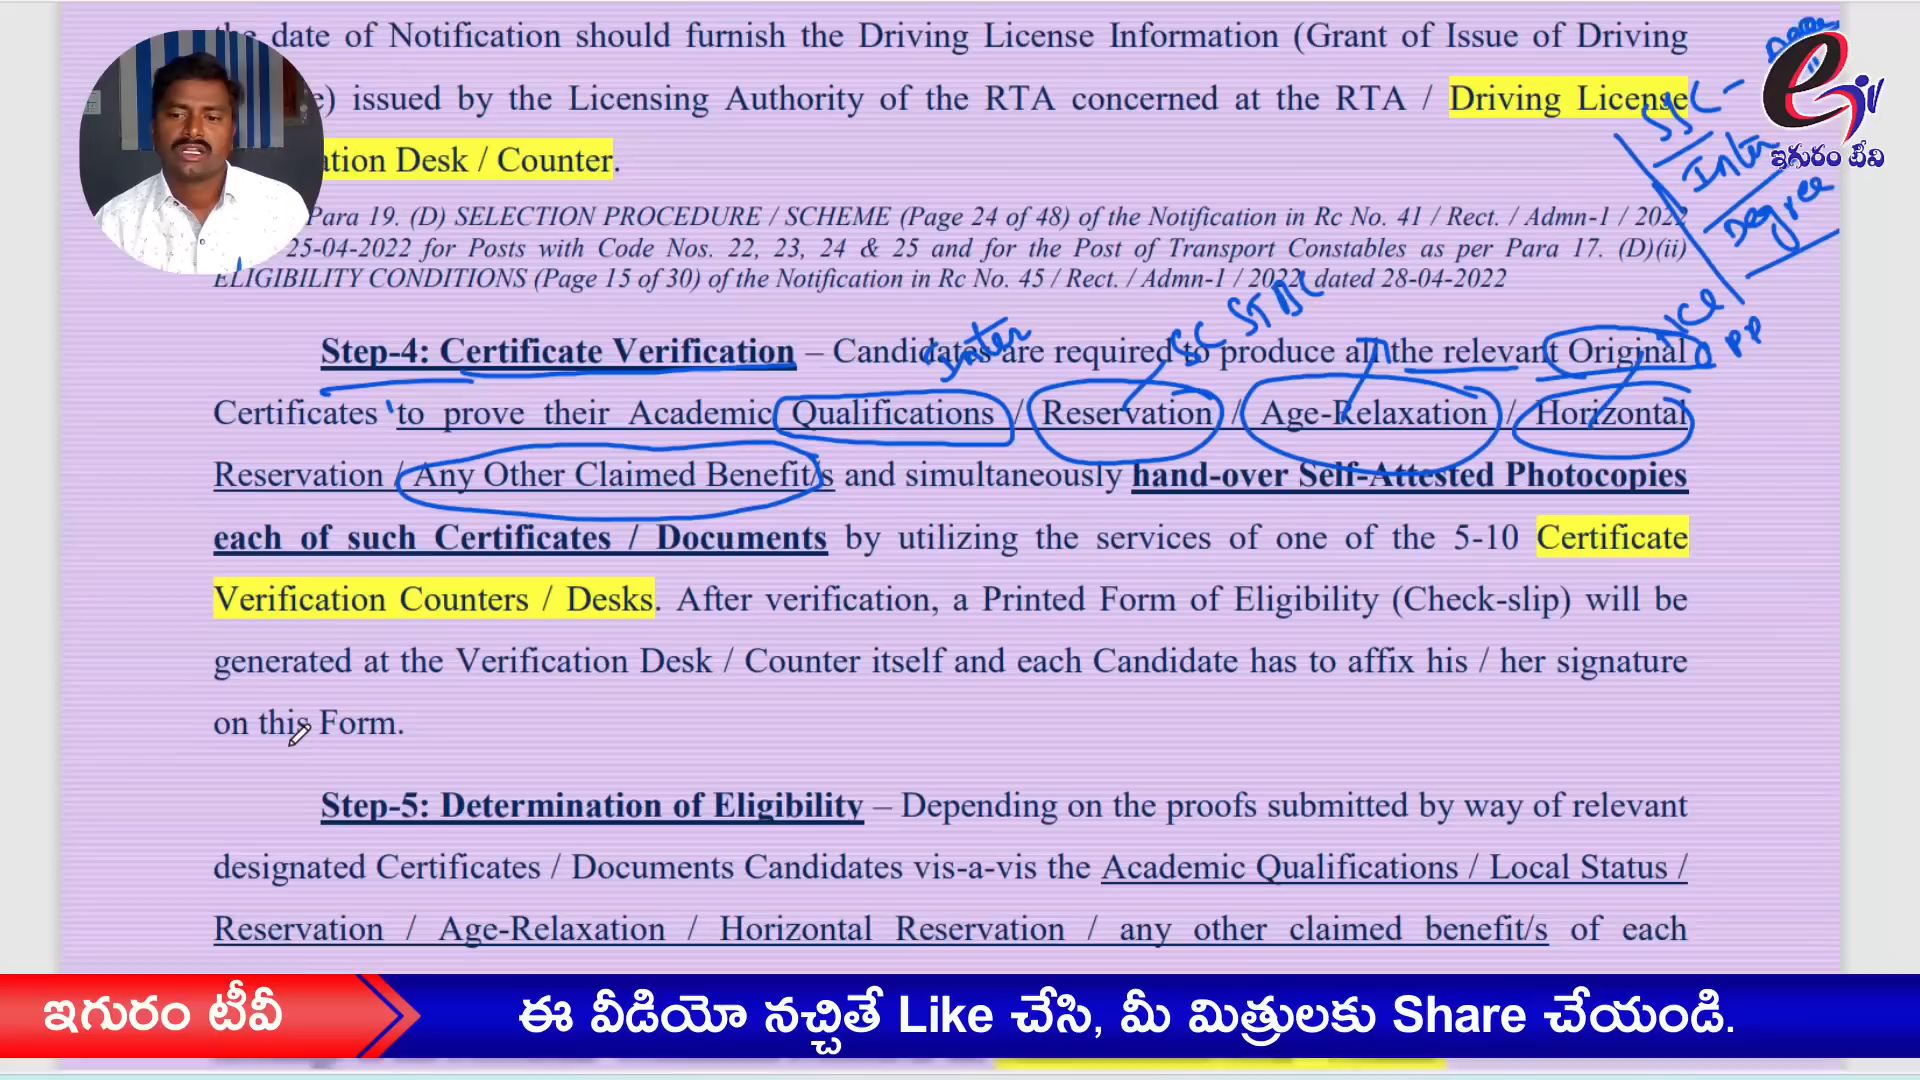 the date of Notification should furnish the Driving License Information (Grant of Issue of Driving
e) issued by the Licensing Authority of the RTA concerned at the RTA / Driving License
ation Desk / Counter.
Para 19. (D) SELECTION PROCEDURE / SCHEME (Page 24 of 48) of the Notification in Rc No. 41 / Rect. / Admn-1 / 2022
25-04-2022 for Posts with Code Nos. 22, 23, 24 & 25 and for the Post of Transport Constables as per Para 17. (D)(ii)
ELIGIBILITY CONDITIONS (Page 15 of 30) of the Notification in Rc No. 45 / Rect. / Admn-1 / 2022, dated 28-04-2022
SSC -
Inter
Degree
ఇగురం టీవి
SC ST BC
Inter
NCC
PP
Step-4: Certificate Verification – Candidates are required to produce all the relevant Original
Certificates to prove their Academic Qualifications / Reservation / Age-Relaxation / Horizontal
Reservation / Any Other Claimed Benefit/s and simultaneously hand-over Self-Attested Photocopies
each of such Certificates / Documents by utilizing the services of one of the 5-10 Certificate
Verification Counters / Desks. After verification, a Printed Form of Eligibility (Check-slip) will be
generated at the Verification Desk / Counter itself and each Candidate has to affix his / her signature
on this Form.
Step-5: Determination of Eligibility – Depending on the proofs submitted by way of relevant
designated Certificates / Documents Candidates vis-a-vis the Academic Qualifications / Local Status /
Reservation / Age-Relaxation / Horizontal Reservation / any other claimed benefit/s of each
ఇగురం టీవీ
ఈ వీడియో నచ్చితే Like చేసి, మీ మిత్రులకు Share చేయండి.